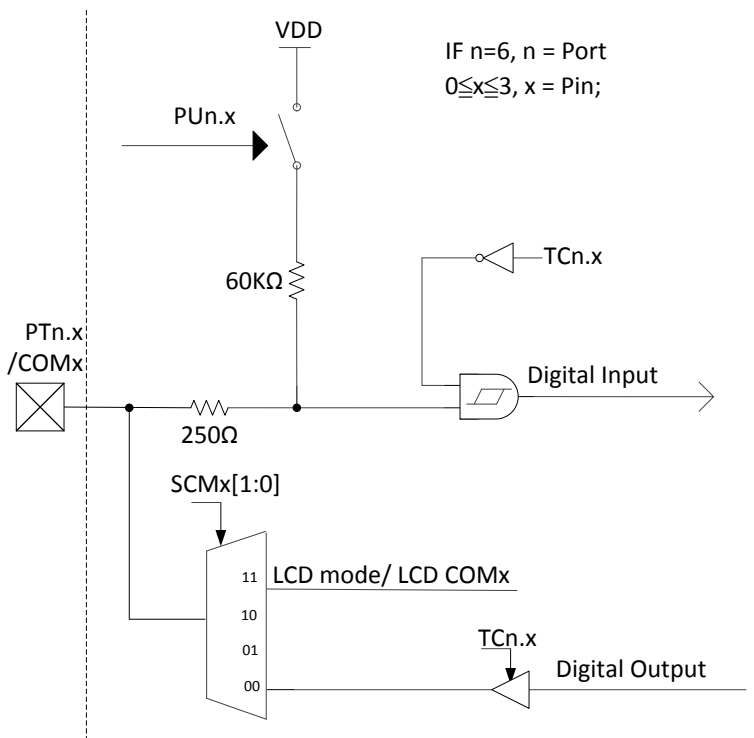 VDD
IF n=6, n = Port
0≦x≦3, x = Pin;
PUn.x
TCn.x
60KΩ
PTn.x
/COMx
Digital Input
250Ω
SCMx[1:0]
11
LCD mode/ LCD COMx
10
01
00
TCn.x
Digital Output